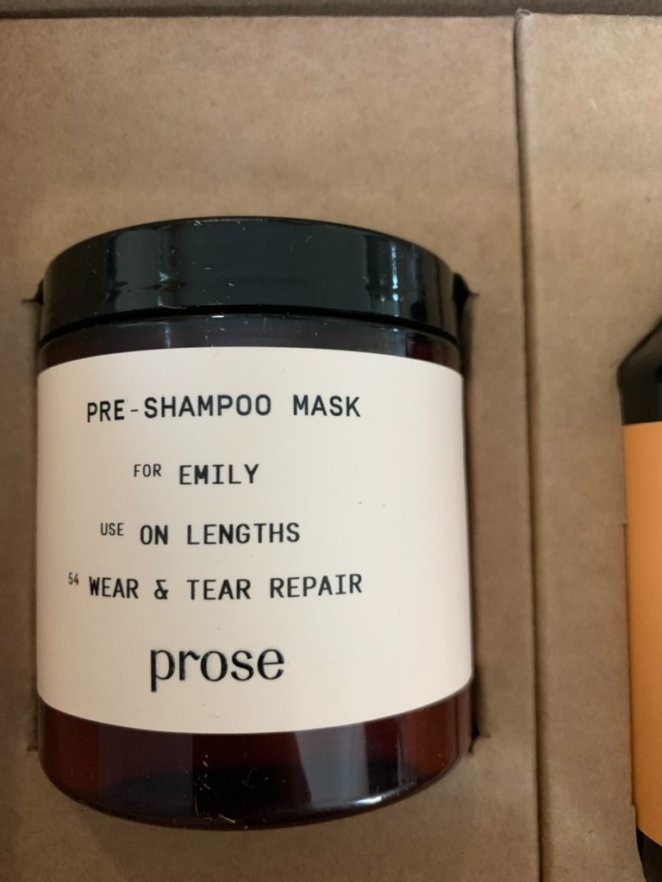 PRE-SHAMPOO MASK
FOR EMILY
USE ON LENGTHS
54 WEAR & TEAR REPAIR
prose